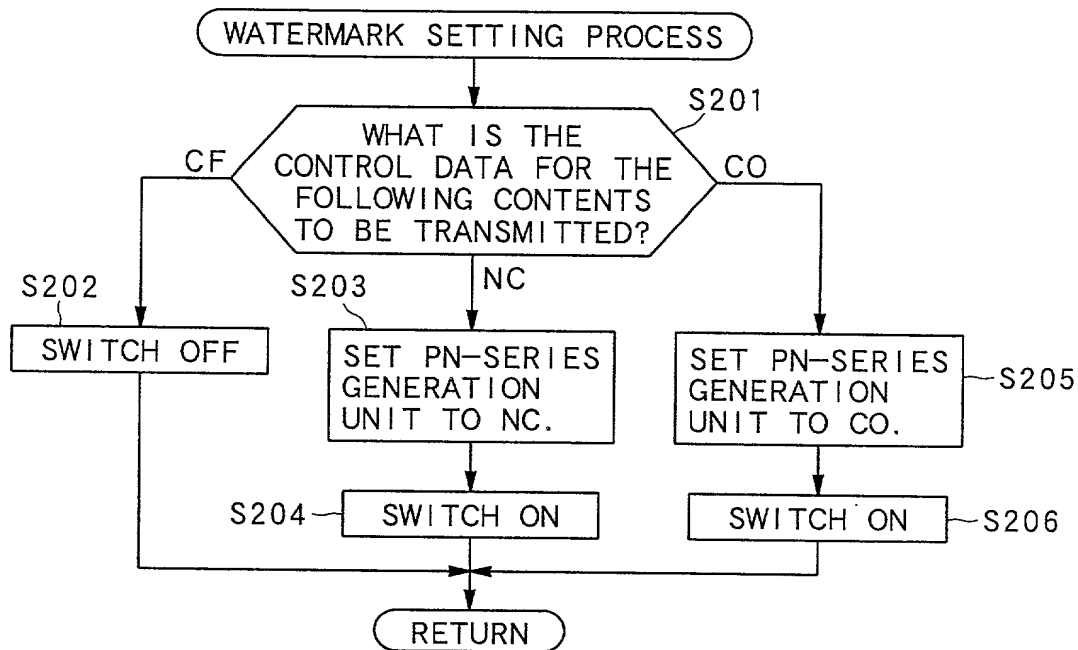 WATERMARK SETTING PROCESS
S201
WHAT IS THE
CONTROL DATA FOR THE
FOLLOWING CONTENTS
TO BE TRANSMITTED?
CF
CO
NC
S202
SWITCH OFF
S203
SET PN-SERIES
GENERATION
UNIT TO NC.
SET PN-SERIES
GENERATION
UNIT TO CO.
S205
S204
SWITCH ON
SWITCH ON
S206
RETURN